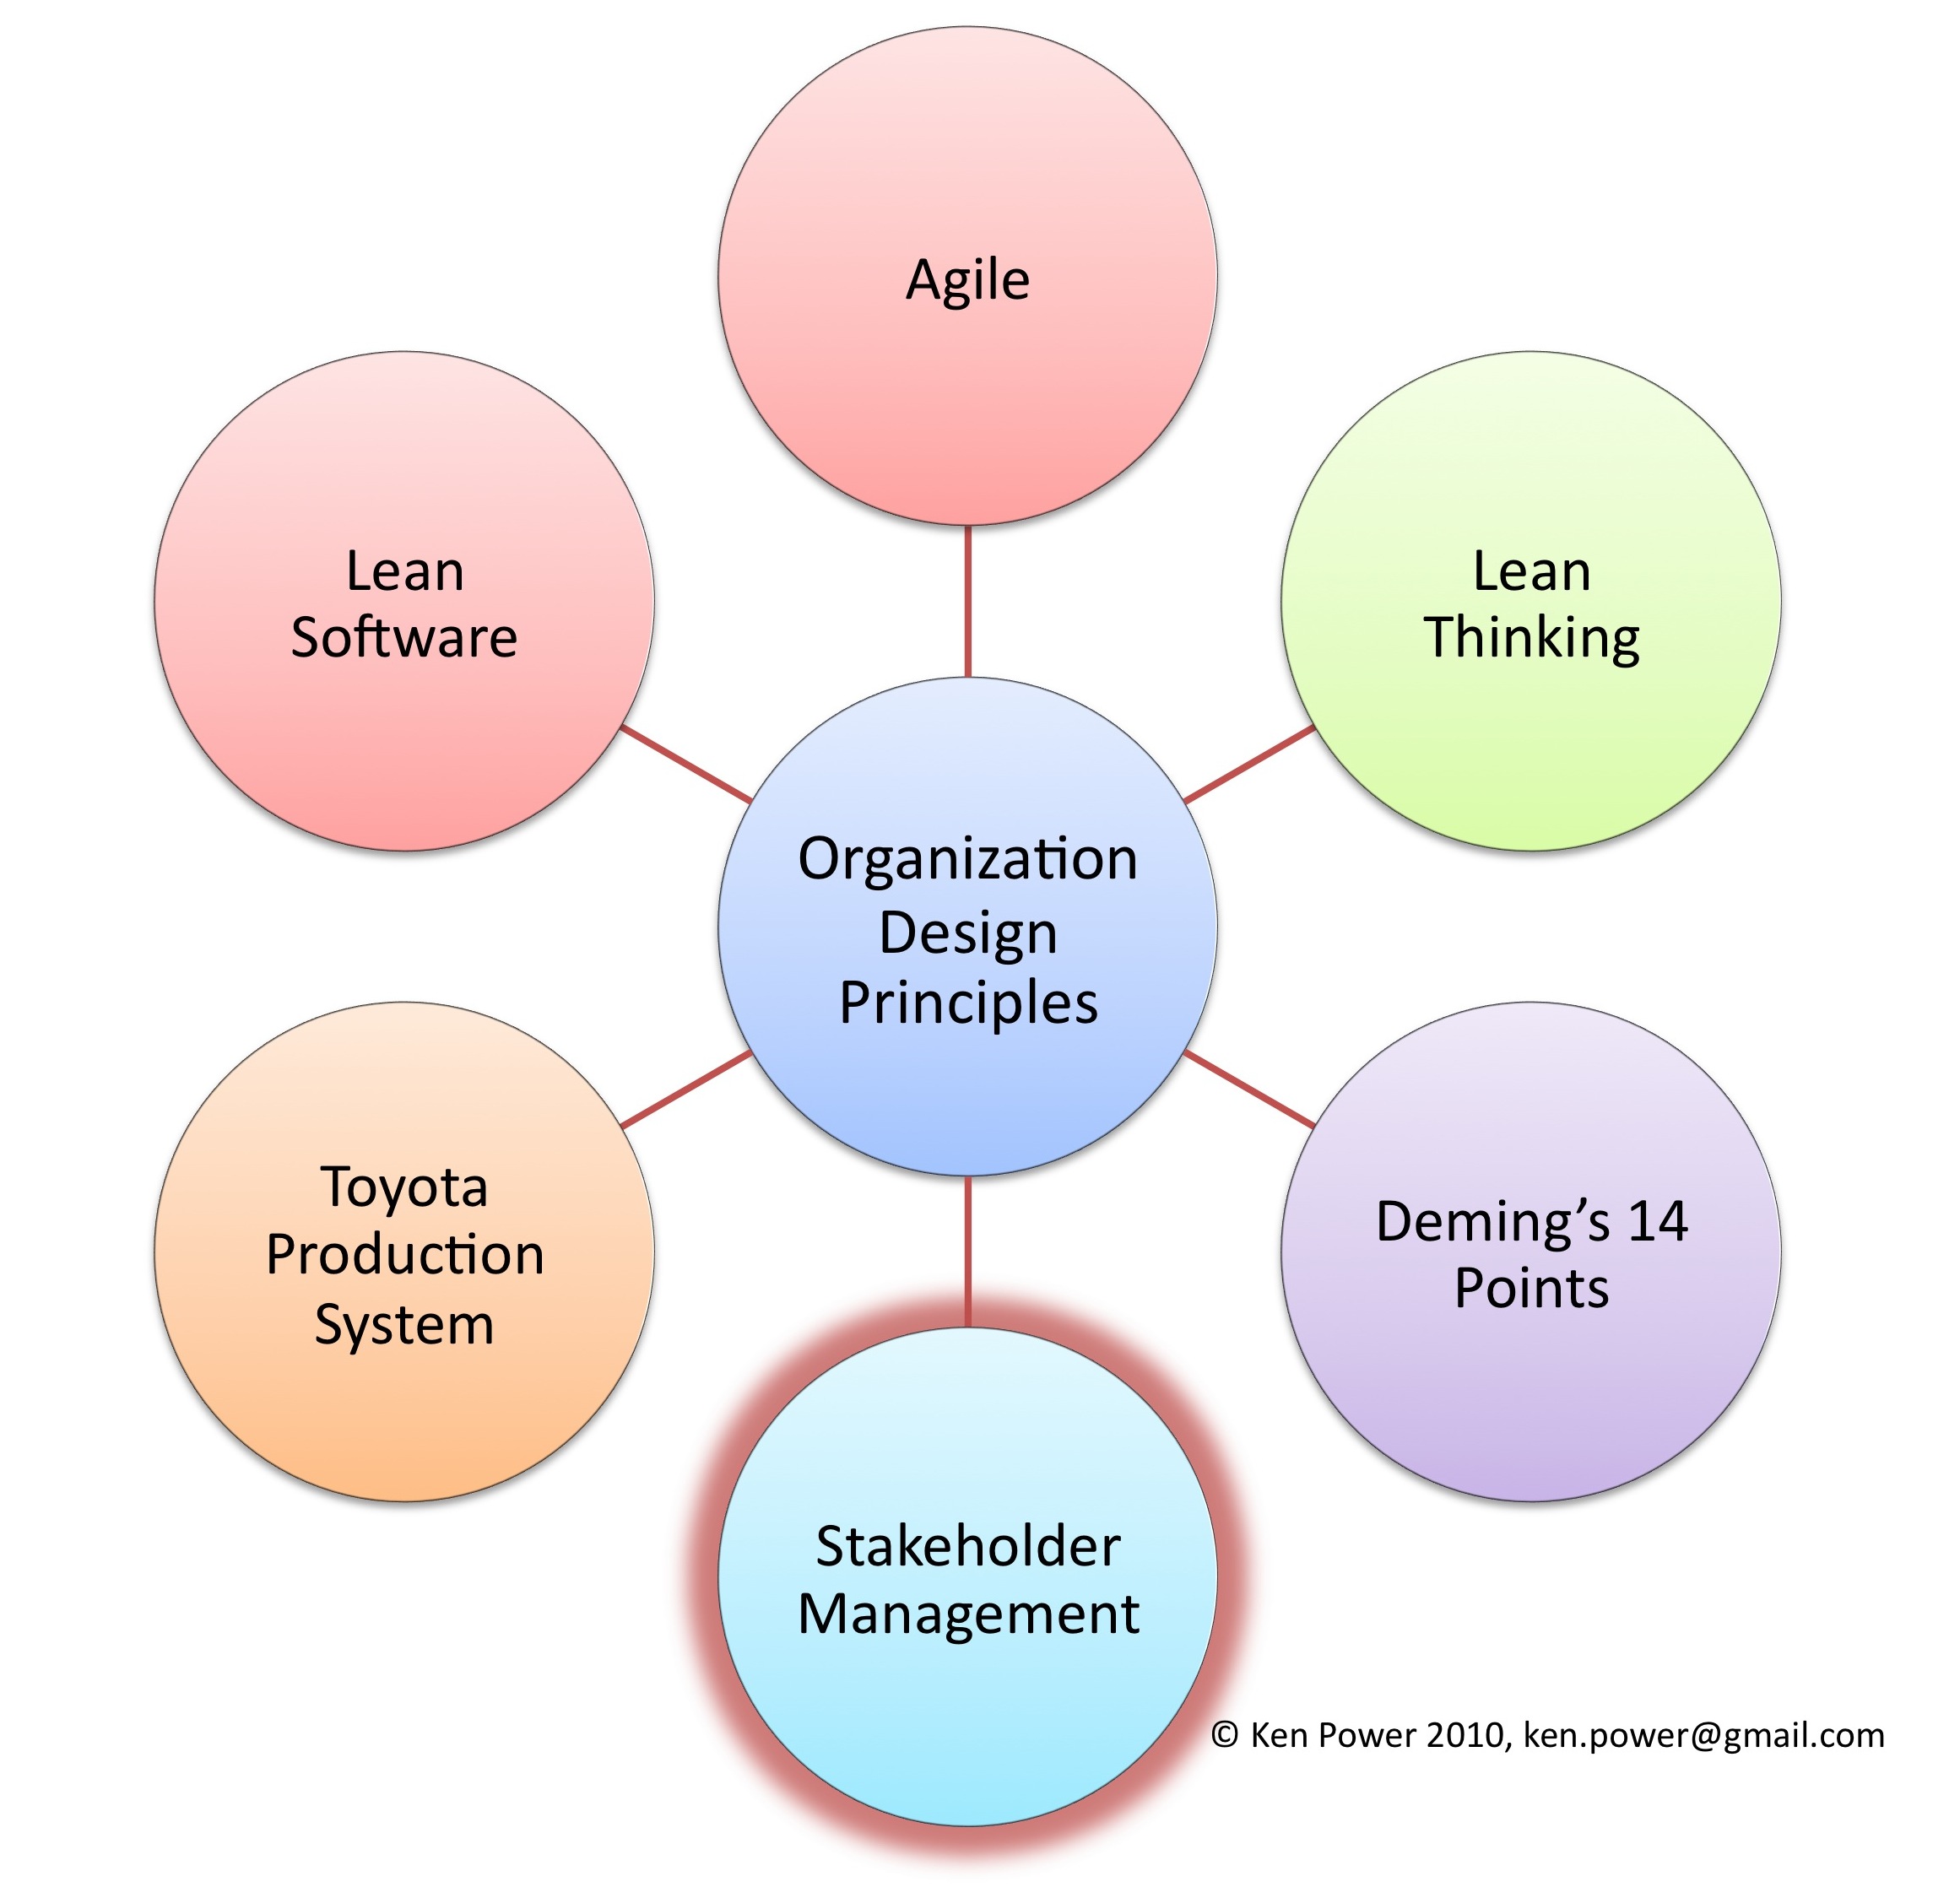 Agile
Lean
Software
Lean
Thinking
Organization
Design
Principles
Toyota
Production
System
Deming’s 14
Points
Stakeholder
Management
© Ken Power 2010, ken.power@gmail.com